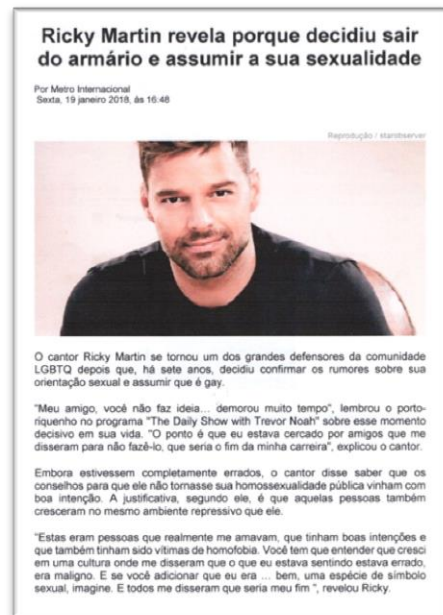 Ricky Martin revela porque decidiu sair
do armário e assumir a sua sexualidade
Por Metro Internacional
Sexta, 19 janeiro 2018, às 16:48
Reprodução / starobserver
O cantor Ricky Martin se tornou um dos grandes defensores da comunidade
LGBTQ depois que, há sete anos, decidiu confirmar os rumores sobre sua
orientação sexual e assumir que é gay.
"Meu amigo, você não faz ideia... demorou muito tempo", lembrou o porto-
riquenho no programa "The Daily Show with Trevor Noah" sobre esse momento
decisivo em sua vida. "O ponto é que eu estava cercado por amigos que me
disseram para não fazê-lo, que seria o fim da minha carreira", explicou o cantor.
Embora estivessem completamente errados, o cantor disse saber que os
conselhos para que ele não tornasse sua homossexualidade pública vinham com
boa intenção. A justificativa, segundo ele, é que aquelas pessoas também
cresceram no mesmo ambiente repressivo que ele.
"Estas eram pessoas que realmente me amavam, que tinham boas intenções e
que também tinham sido vítimas de homofobia. Você tem que entender que cresci
em uma cultura onde me disseram que o que eu estava sentindo estava errado,
era maligno. E se você adicionar que eu era ... bem, uma espécie de símbolo
sexual, imagine. E todos me disseram que seria meu fim ", revelou Ricky.